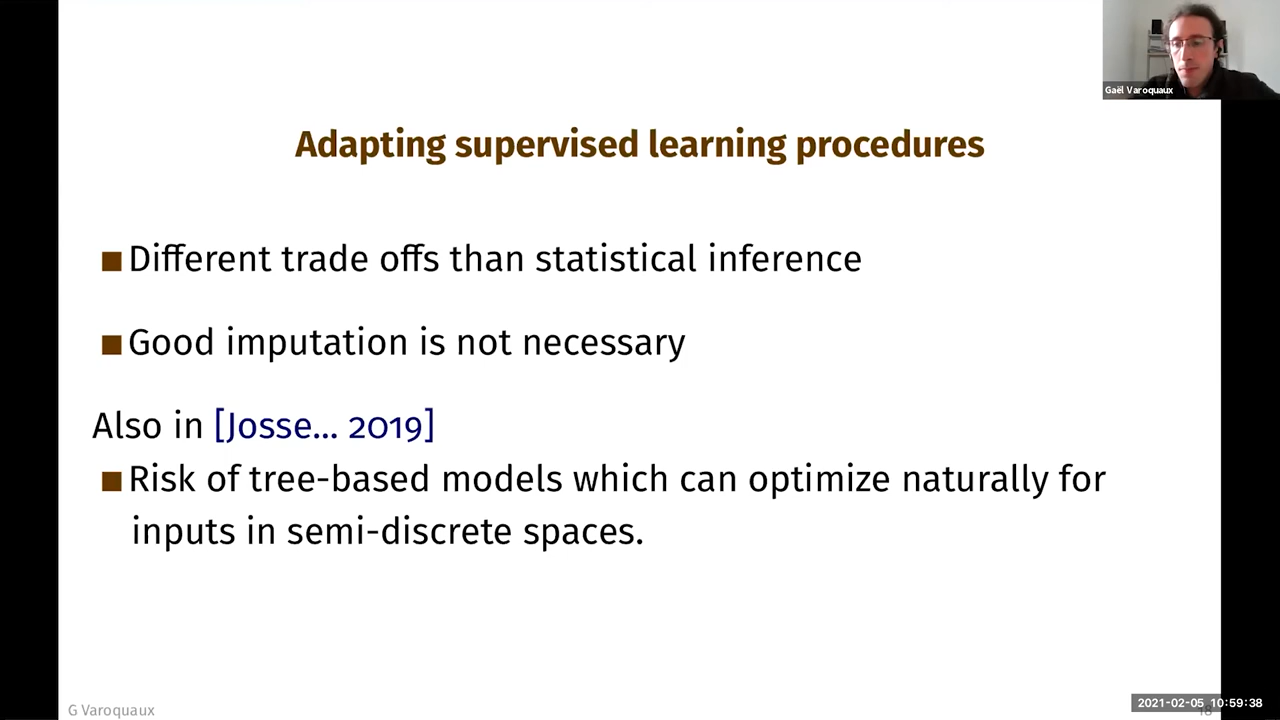 Gaël Varoquaux
Adapting supervised learning procedures
■ Different trade offs than statistical inference
■ Good imputation is not necessary
Also in [Josse... 2019]
■ Risk of tree-based models which can optimize naturally for
inputs in semi-discrete spaces.
G Varoquaux
2021-02-05 10:59:38
18